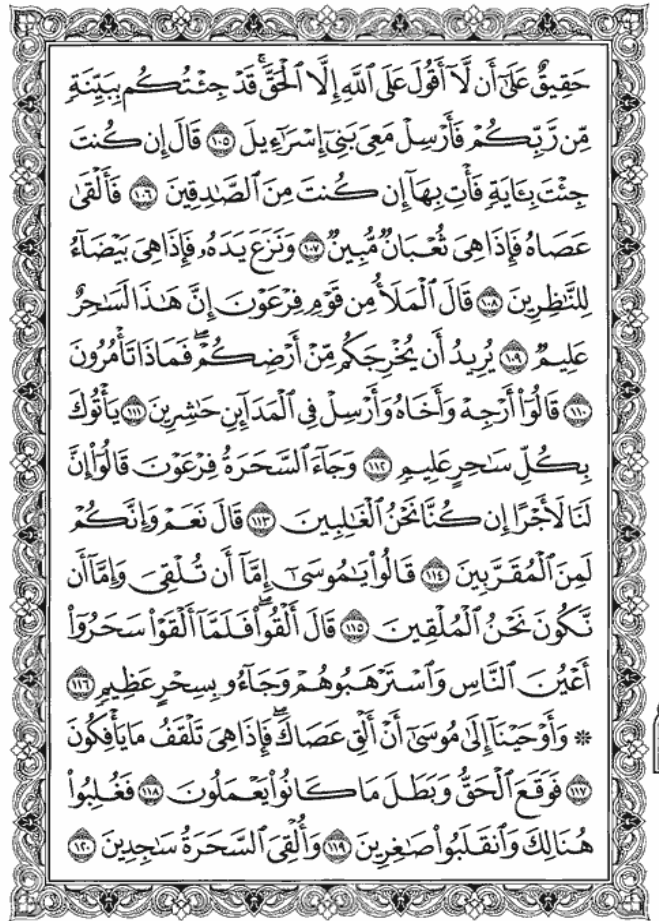 حَقِيقٌ عَلَىٰٓ أَن لَّآ أَقُولَ عَلَى ٱللَّهِ إِلَّا ٱلْحَقَّۚ قَدْ جِئْتُكُم بِبَيِّنَةٍ
مِّن رَّبِّكُمْ فَأَرْسِلْ مَعِىَ بَنِىٓ إِسْرَٰٓءِيلَ ١٠٥ قَالَ إِن كُنتَ
جِئْتَ بِـَٔايَةٍ فَأْتِ بِهَآ إِن كُنتَ مِنَ ٱلصَّٰدِقِينَ ١٠٦ فَأَلْقَىٰ
عَصَاهُ فَإِذَا هِىَ ثُعْبَانٌ مُّبِينٌ ١٠٧ وَنَزَعَ يَدَهُۥ فَإِذَا هِىَ بَيْضَآءُ
لِلنَّٰظِرِينَ ١٠٨ قَالَ ٱلْمَلَأُ مِن قَوْمِ فِرْعَوْنَ إِنَّ هَٰذَا لَسَٰحِرٌ
عَلِيمٌ ١٠٩ يُرِيدُ أَن يُخْرِجَكُم مِّنْ أَرْضِكُمْۖ فَمَاذَا تَأْمُرُونَ
١١٠ قَالُوٓا۟ أَرْجِهْ وَأَخَاهُ وَأَرْسِلْ فِى ٱلْمَدَآئِنِ حَٰشِرِينَ ١١١ يَأْتُوكَ
بِكُلِّ سَٰحِرٍ عَلِيمٍ ١١٢ وَجَآءَ ٱلسَّحَرَةُ فِرْعَوْنَ قَالُوٓا۟ إِنَّ
لَنَا لَأَجْرًا إِن كُنَّا نَحْنُ ٱلْغَٰلِبِينَ ١١٣ قَالَ نَعَمْ وَإِنَّكُمْ
لَمِنَ ٱلْمُقَرَّبِينَ ١١٤ قَالُوا۟ يَٰمُوسَىٰٓ إِمَّآ أَن تُلْقِىَ وَإِمَّآ أَن
نَّكُونَ نَحْنُ ٱلْمُلْقِينَ ١١٥ قَالَ أَلْقُوا۟ۖ فَلَمَّآ أَلْقَوْا۟ سَحَرُوٓا۟
أَعْيُنَ ٱلنَّاسِ وَٱسْتَرْهَبُوهُمْ وَجَآءُو بِسِحْرٍ عَظِيمٍ ١١٦
۞ وَأَوْحَيْنَآ إِلَىٰ مُوسَىٰٓ أَنْ أَلْقِ عَصَاكَۖ فَإِذَا هِىَ تَلْقَفُ مَا يَأْفِكُونَ
١١٧ فَوَقَعَ ٱلْحَقُّ وَبَطَلَ مَا كَانُوا۟ يَعْمَلُونَ ١١٨ فَغُلِبُوا۟
هُنَالِكَ وَٱنقَلَبُوا۟ صَٰغِرِينَ ١١٩ وَأُلْقِىَ ٱلسَّحَرَةُ سَٰجِدِينَ ١٢٠